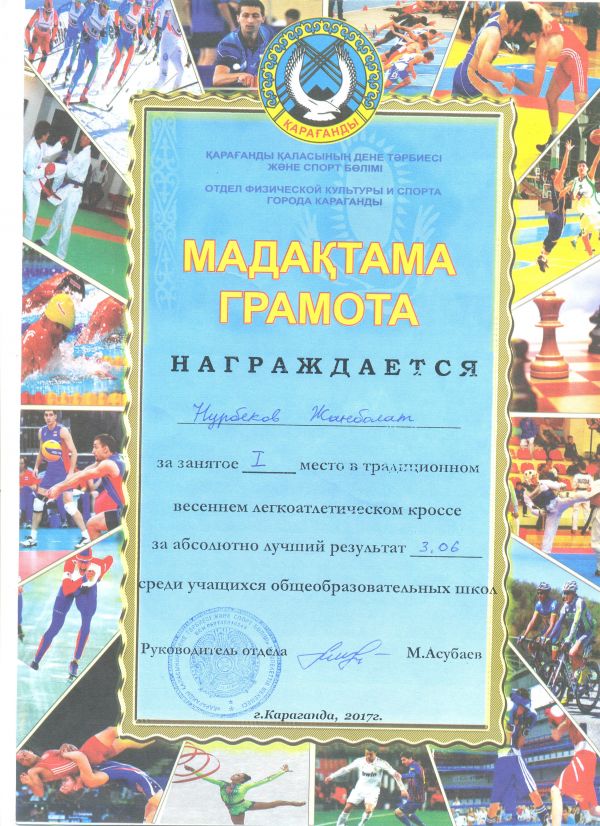 ҚАРАҒАНДЫ
ҚАРАҒАНДЫ ҚАЛАСЫНЫҢ ДЕНЕ ТӘРБИЕСІ
ЖӘНЕ СПОРТ БӨЛІМІ
ОТДЕЛ ФИЗИЧЕСКОЙ КУЛЬТУРЫ И СПОРТА
ГОРОДА КАРАГАНДЫ
МАДАҚТАМА
ГРАМОТА
НАГРАЖДАЕТСЯ
Нурбеков Жанболат
за занятое I место в традиционном
весеннем легкоатлетическом кроссе
за абсолютно лучший результат 3,06
среди учащихся общеобразовательных школ
Руководитель отдела М.Асубаев
г.Караганда, 2017г.